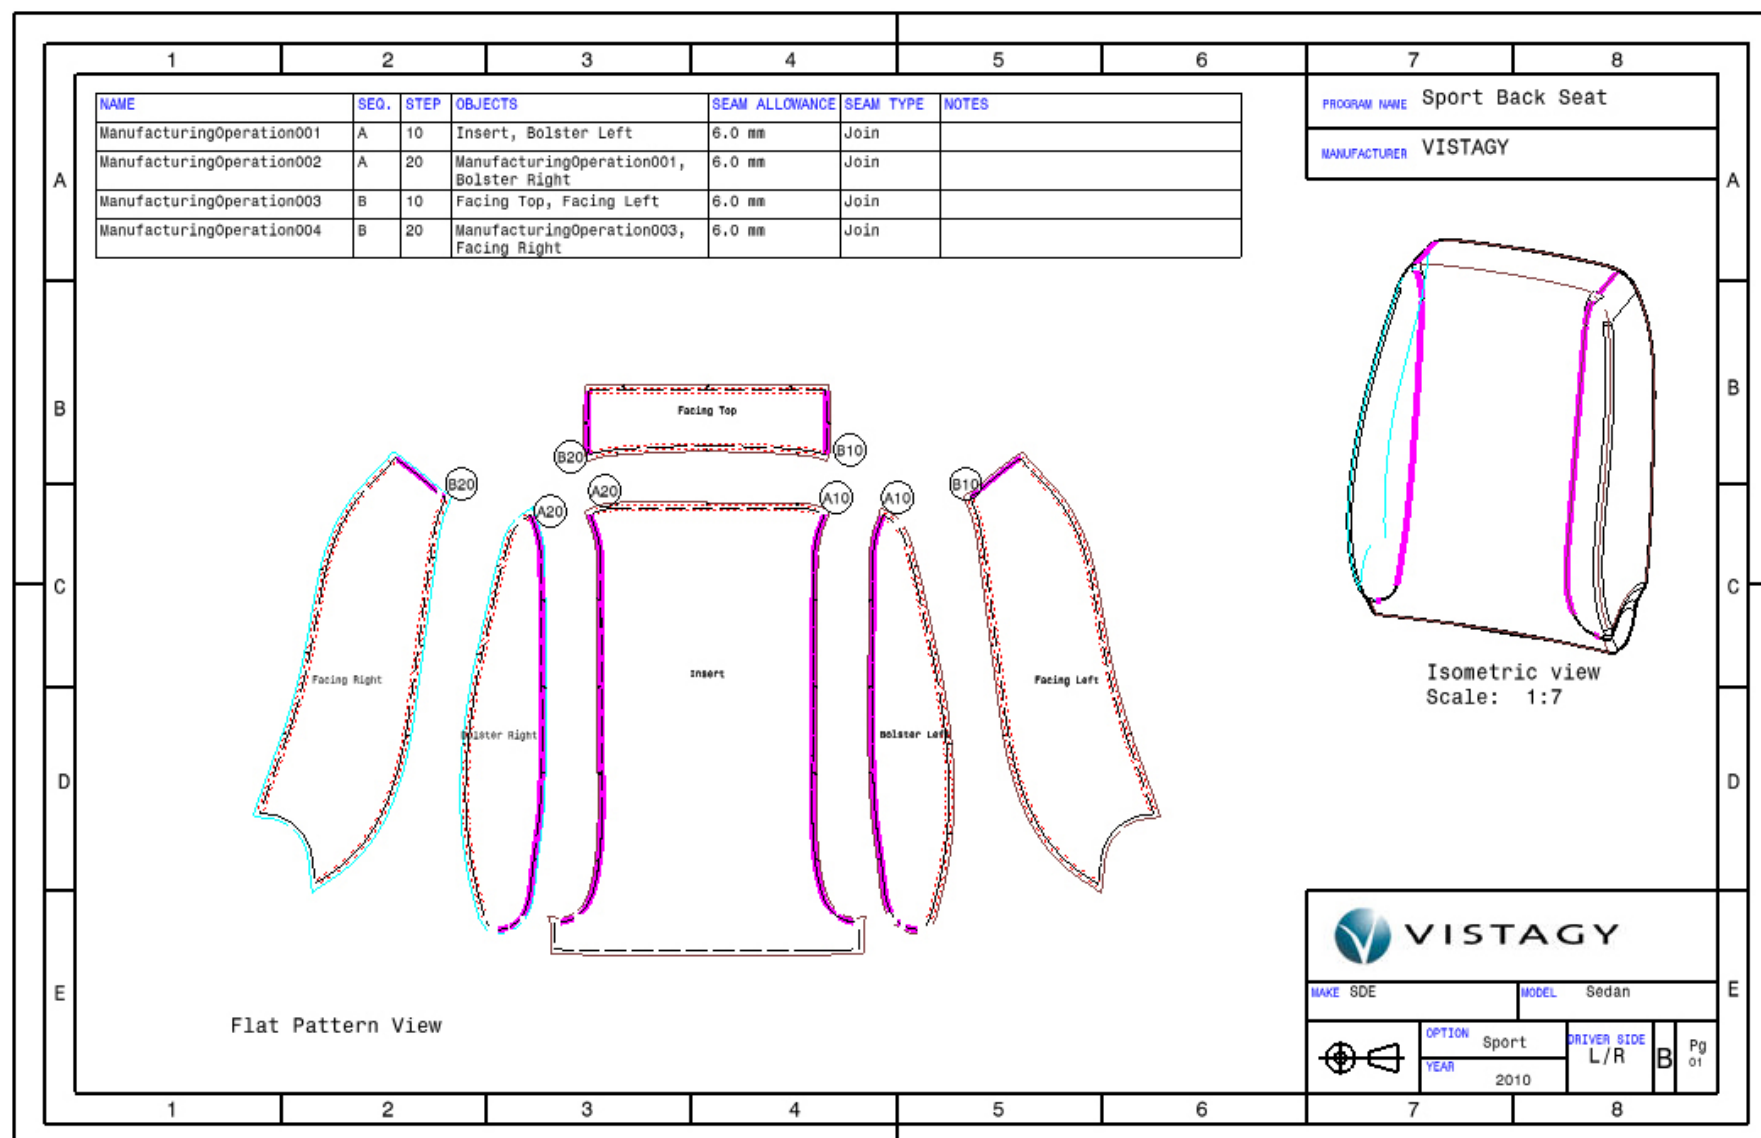 1 2 3 4 5 6 7 8
A B C D E
NAME SEQ. STEP OBJECTS SEAM ALLOWANCE SEAM TYPE NOTES
ManufacturingOperation001 A 10 Insert, Bolster Left 6.0 mm Join
ManufacturingOperation002 A 20 ManufacturingOperation001, 6.0 mm Join
Bolster Right
ManufacturingOperation003 B 10 Facing Top, Facing Left 6.0 mm Join
ManufacturingOperation004 B 20 ManufacturingOperation003, 6.0 mm Join
Facing Right
PROGRAM NAME Sport Back Seat
MANUFACTURER VISTAGY
Facing Top
B20 B10
B20 A20 A20 A10 A10 B10
Facing Right
Insert
Facing Left
Bolster Right
Bolster Left
Isometric view
Scale: 1:7
Flat Pattern View
VISTAGY
MAKE SDE MODEL Sedan
OPTION Sport
YEAR 2010
DRIVER SIDE
L/R
B
Pg
01
A B C D E
1 2 3 4 5 6 7 8